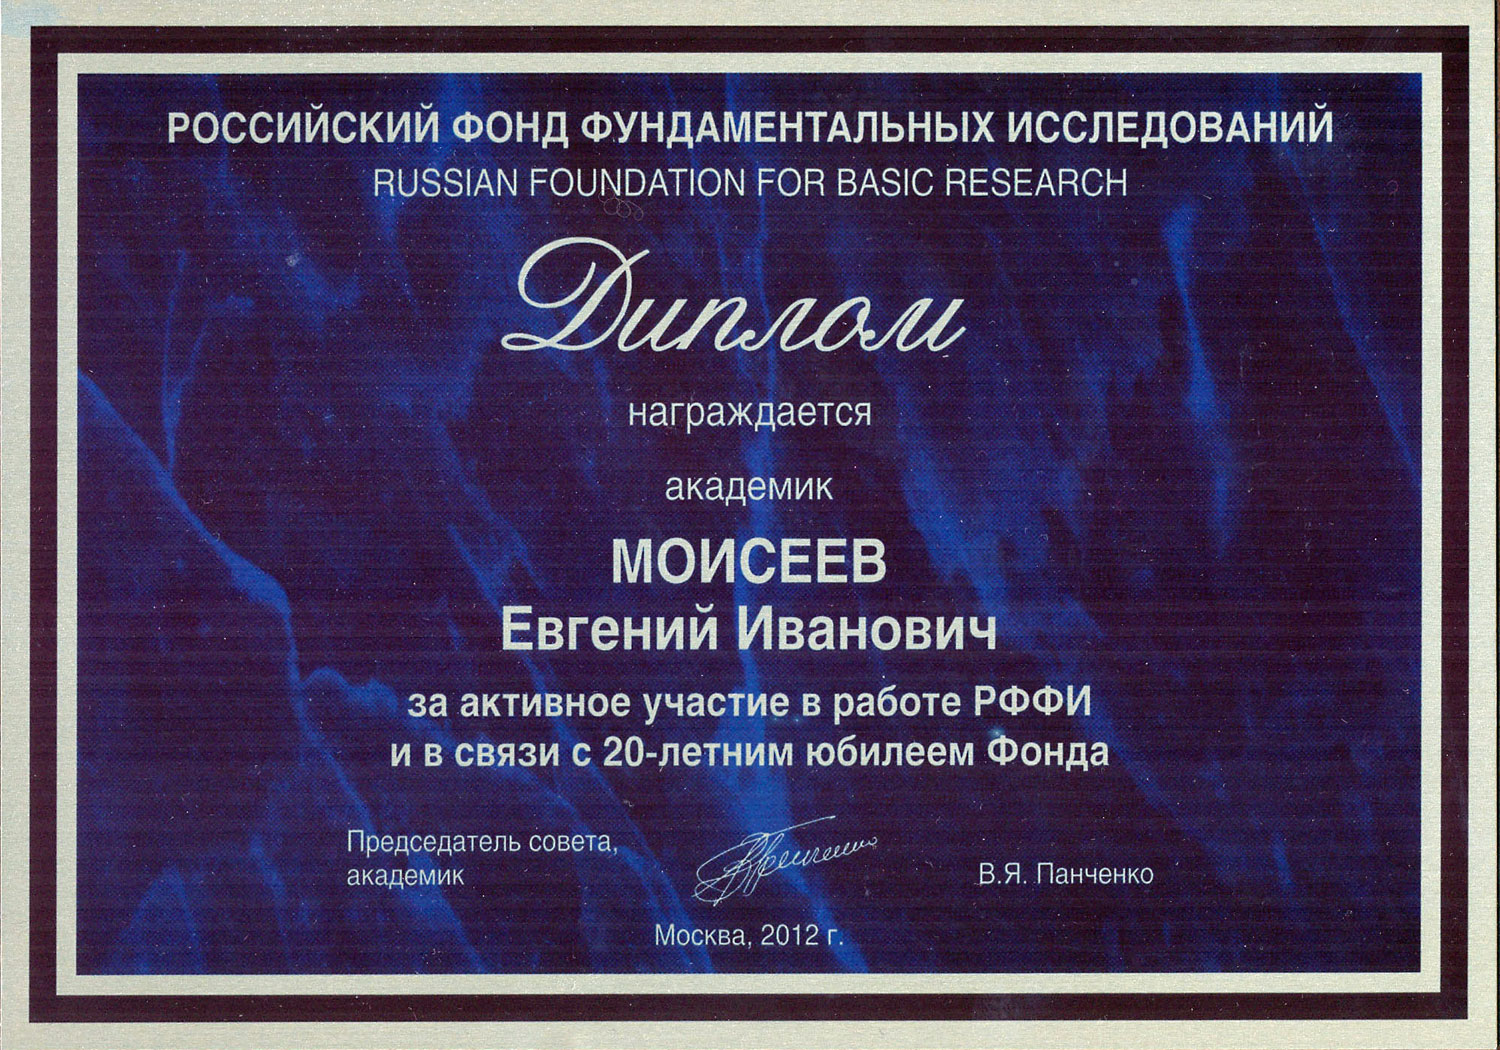 РОССИЙСКИЙ ФОНД ФУНДАМЕНТАЛЬНЫХ ИССЛЕДОВАНИЙ
RUSSIAN FOUNDATION FOR BASIC RESEARCH
Диплом
награждается
академик
МОИСЕЕВ
Евгений Иванович
за активное участие в работе РФФИ
и в связи с 20-летним юбилеем Фонда
Председатель совета,
академик
В.Я. Панченко
Москва, 2012 г.